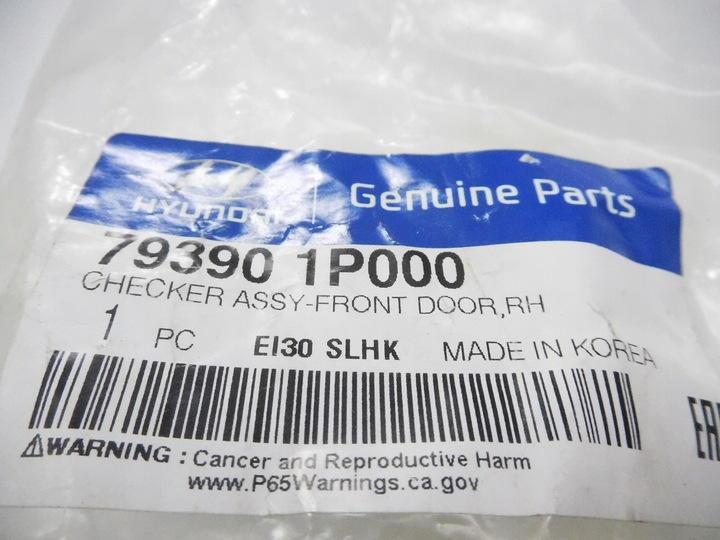 HYUNDAI | Genuine Parts
79390 1P000
CHECKER ASSY-FRONT DOOR,RH
1 PC EI30 SLHK MADE IN KOREA
EAC
⚠WARNING : Cancer and Reproductive Harm
www.P65Warnings.ca.gov